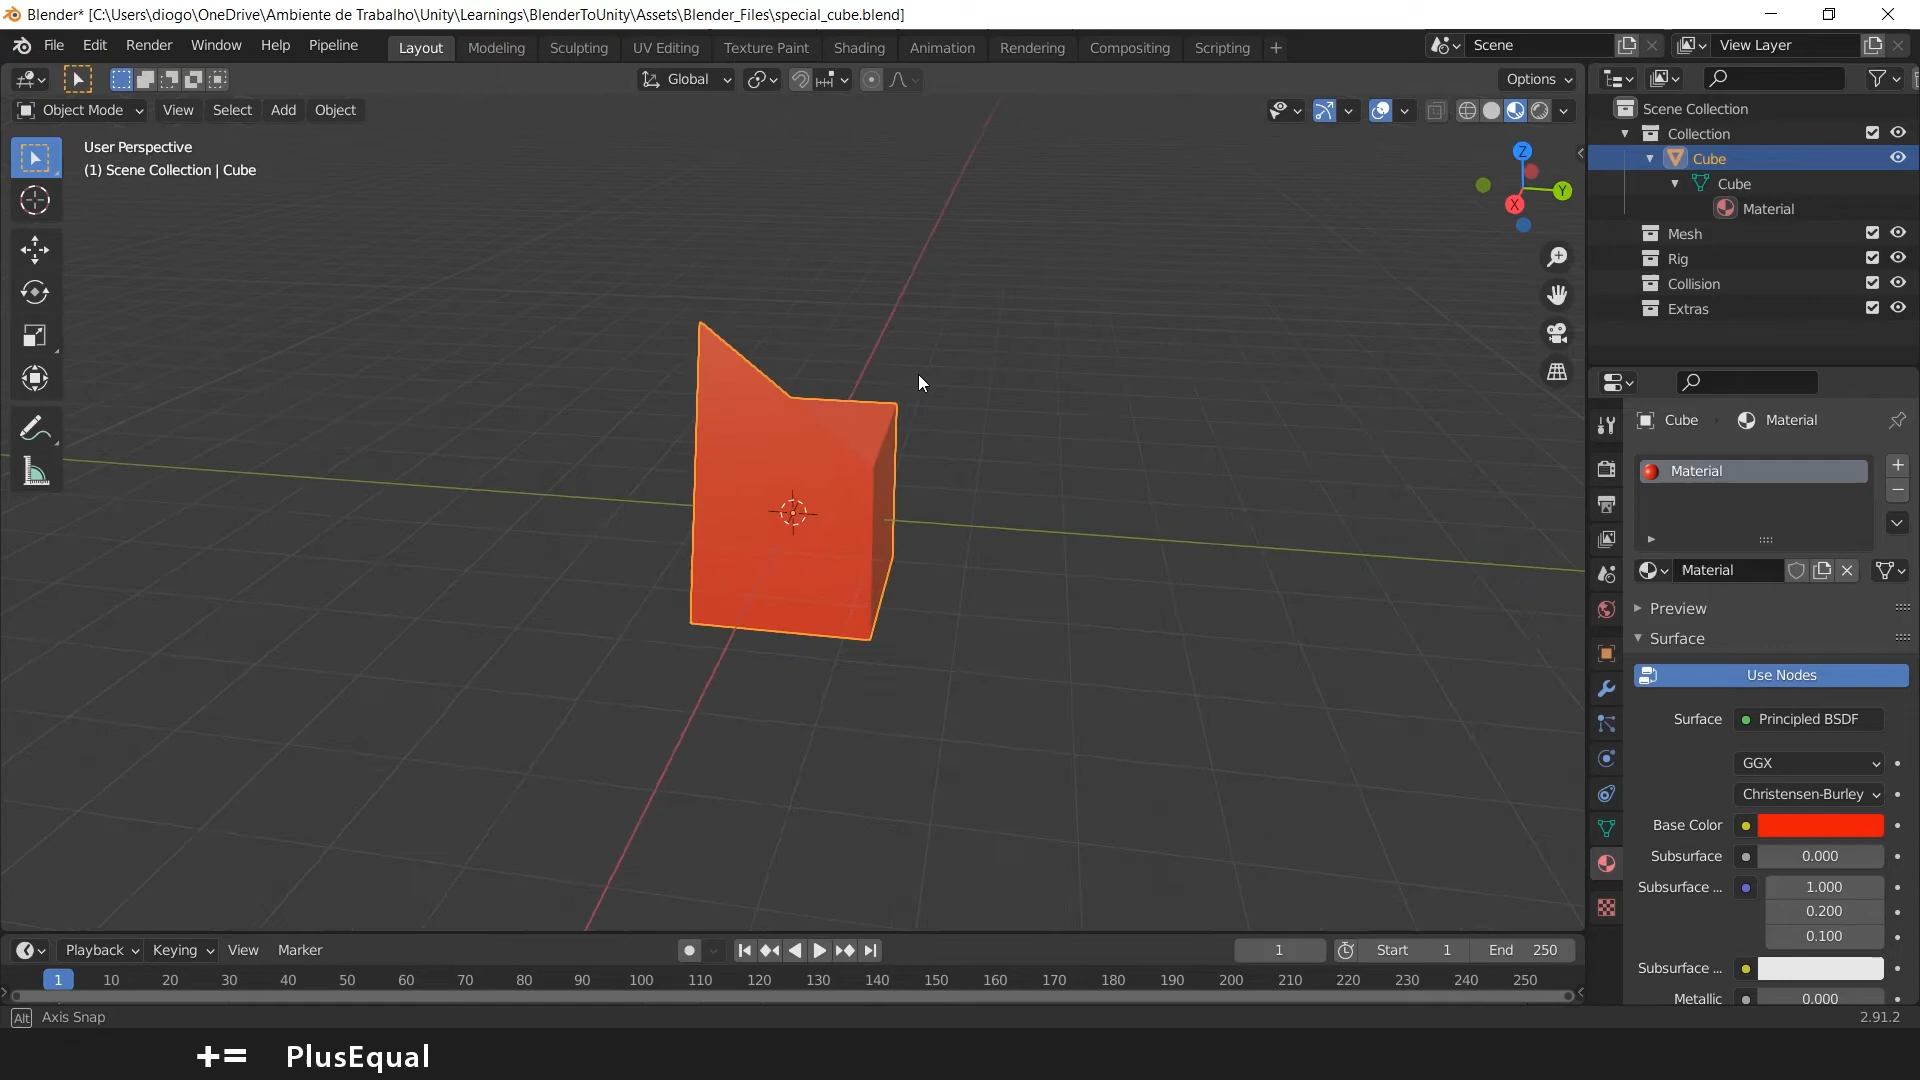 Blender* [C:\Users\diogo\OneDrive\Ambiente de Trabalho\Unity\Learnings\BlenderToUnity\Assets\Blender_Files\special_cube.blend]
File Edit Render Window Help Pipeline Layout Modeling Sculpting UV Editing Texture Paint Shading Animation Rendering Compositing Scripting + Scene View Layer
Global Options
Object Mode View Select Add Object
User Perspective
(1) Scene Collection | Cube
Z
Y
X
Scene Collection
Collection
Cube
Cube
Material
Mesh
Rig
Collision
Extras
Cube Material
Material
Material
Preview
Surface
Use Nodes
Surface Principled BSDF
GGX
Christensen-Burley
Base Color
Subsurface 0.000
Subsurface ... 1.000
0.200
0.100
Subsurface ...
Metallic 0.000
Playback Keying View Marker 1 Start 1 End 250
1 10 20 30 40 50 60 70 80 90 100 110 120 130 140 150 160 170 180 190 200 210 220 230 240 250
Alt Axis Snap 2.91.2
+= PlusEqual